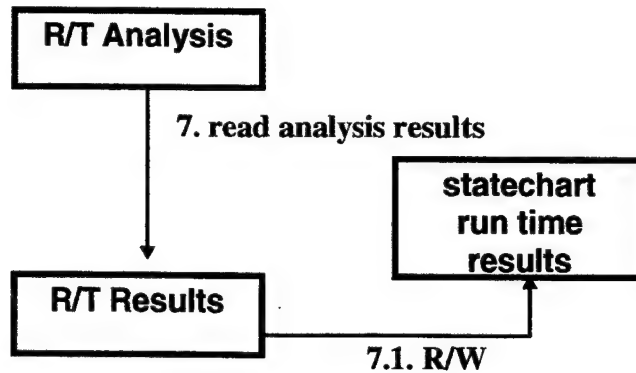 R/T Analysis
7. read analysis results
statechart
run time
results
R/T Results
7.1. R/W